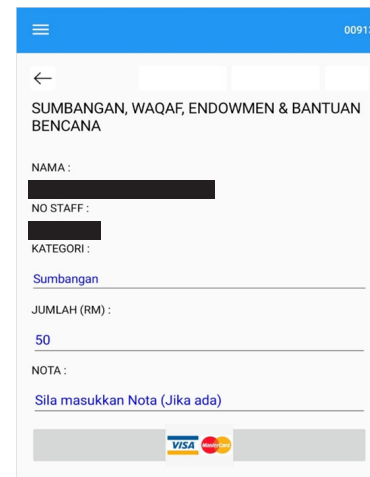 00913
SUMBANGAN, WAQAF, ENDOWMEN & BANTUAN
BENCANA
NAMA :
NO STAFF :
KATEGORI :
Sumbangan
JUMLAH (RM) :
50
NOTA :
Sila masukkan Nota (Jika ada)
VISA MasterCard